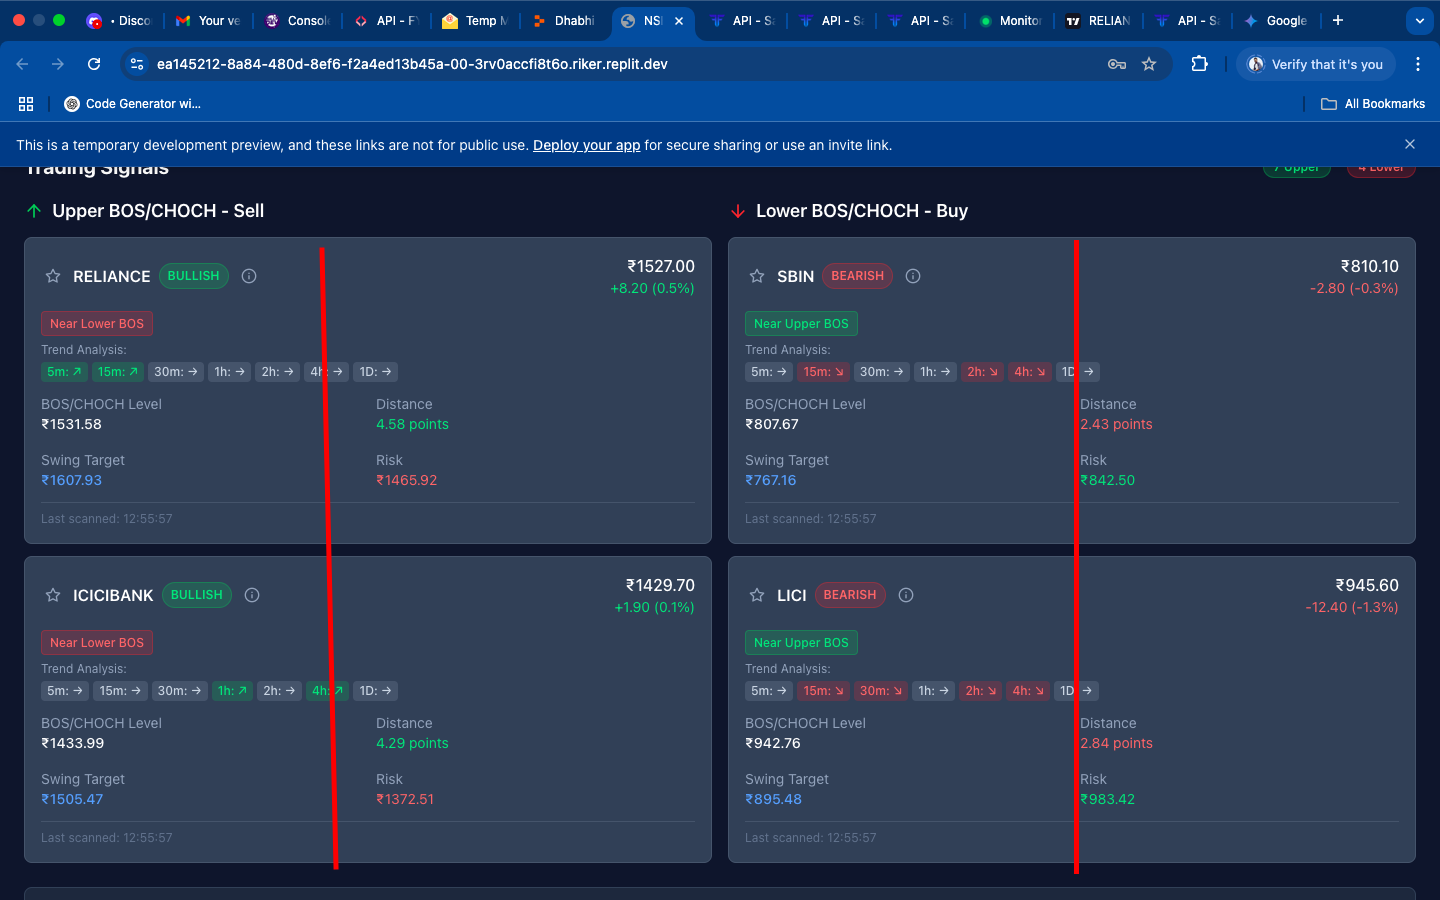 • Disco
Your ve
Consol
API - F
Temp M
Dhabhi
NS
API - S
API - S
API - S
Monitor
RELIAN
API - S
Google
ea145212-8a84-480d-8ef6-f2a4ed13b45a-00-3rv0accfi8t6o.riker.replit.dev
Verify that it's you
Code Generator wi...
All Bookmarks
This is a temporary development preview, and these links are not for public use. Deploy your app for secure sharing or use an invite link.
Trading Signals
7 Upper
4 Lower
Upper BOS/CHOCH - Sell
RELIANCE BULLISH
₹1527.00
+8.20 (0.5%)
Near Lower BOS
Trend Analysis:
5m: ↗ 15m: ↗ 30m: → 1h: → 2h: → 4h: → 1D: →
BOS/CHOCH Level
₹1531.58
Distance
4.58 points
Swing Target
₹1607.93
Risk
₹1465.92
Last scanned: 12:55:57
ICICIBANK BULLISH
₹1429.70
+1.90 (0.1%)
Near Lower BOS
Trend Analysis:
5m: → 15m: → 30m: → 1h: ↗ 2h: → 4h: ↗ 1D: →
BOS/CHOCH Level
₹1433.99
Distance
4.29 points
Swing Target
₹1505.47
Risk
₹1372.51
Last scanned: 12:55:57
Lower BOS/CHOCH - Buy
SBIN BEARISH
₹810.10
-2.80 (-0.3%)
Near Upper BOS
Trend Analysis:
5m: → 15m: ↘ 30m: → 1h: → 2h: ↘ 4h: ↘ 1D: →
BOS/CHOCH Level
₹807.67
Distance
2.43 points
Swing Target
₹767.16
Risk
₹842.50
Last scanned: 12:55:57
LICI BEARISH
₹945.60
-12.40 (-1.3%)
Near Upper BOS
Trend Analysis:
5m: → 15m: ↘ 30m: ↘ 1h: → 2h: ↘ 4h: ↘ 1D: →
BOS/CHOCH Level
₹942.76
Distance
2.84 points
Swing Target
₹895.48
Risk
₹983.42
Last scanned: 12:55:57